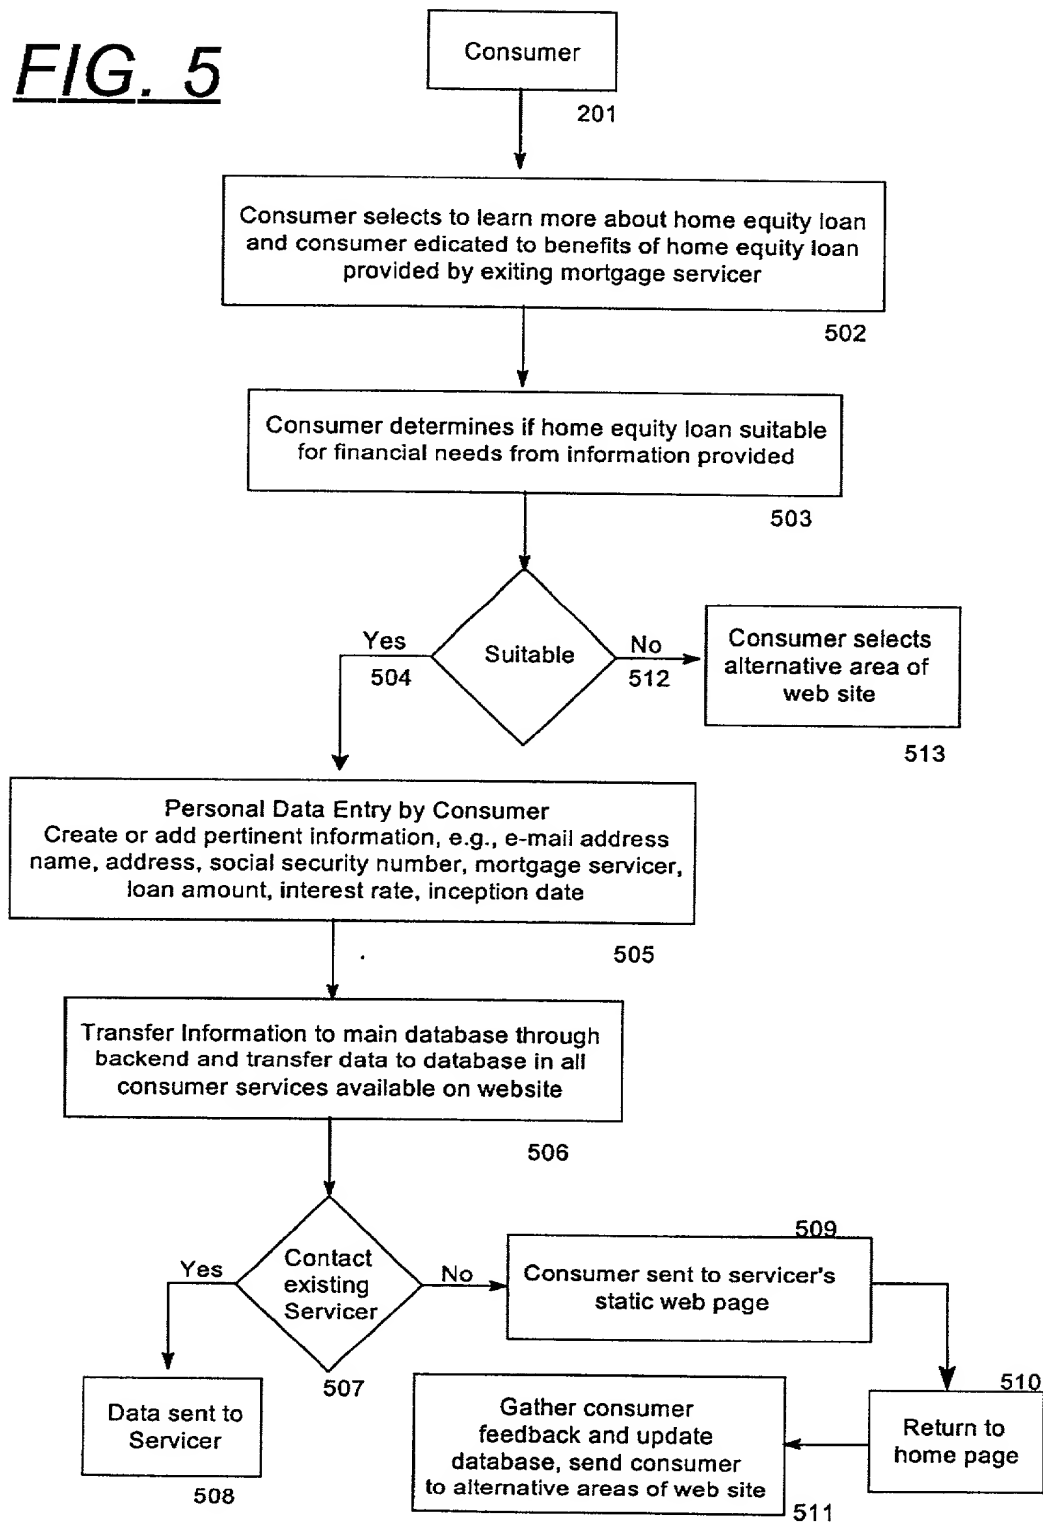 FIG. 5
Consumer
201
Consumer selects to learn more about home equity loan
and consumer edicated to benefits of home equity loan
provided by exiting mortgage servicer
502
Consumer determines if home equity loan suitable
for financial needs from information provided
503
Suitable
Yes
504
No
512
Consumer selects
alternative area of
web site
513
Personal Data Entry by Consumer
Create or add pertinent information, e.g., e-mail address
name, address, social security number, mortgage servicer,
loan amount, interest rate, inception date
505
Transfer Information to main database through
backend and transfer data to database in all
consumer services available on website
506
Contact
existing
Servicer
507
Yes
No
509
Consumer sent to servicer's
static web page
Data sent to
Servicer
508
510
Return to
home page
Gather consumer
feedback and update
database, send consumer
to alternative areas of web site
511